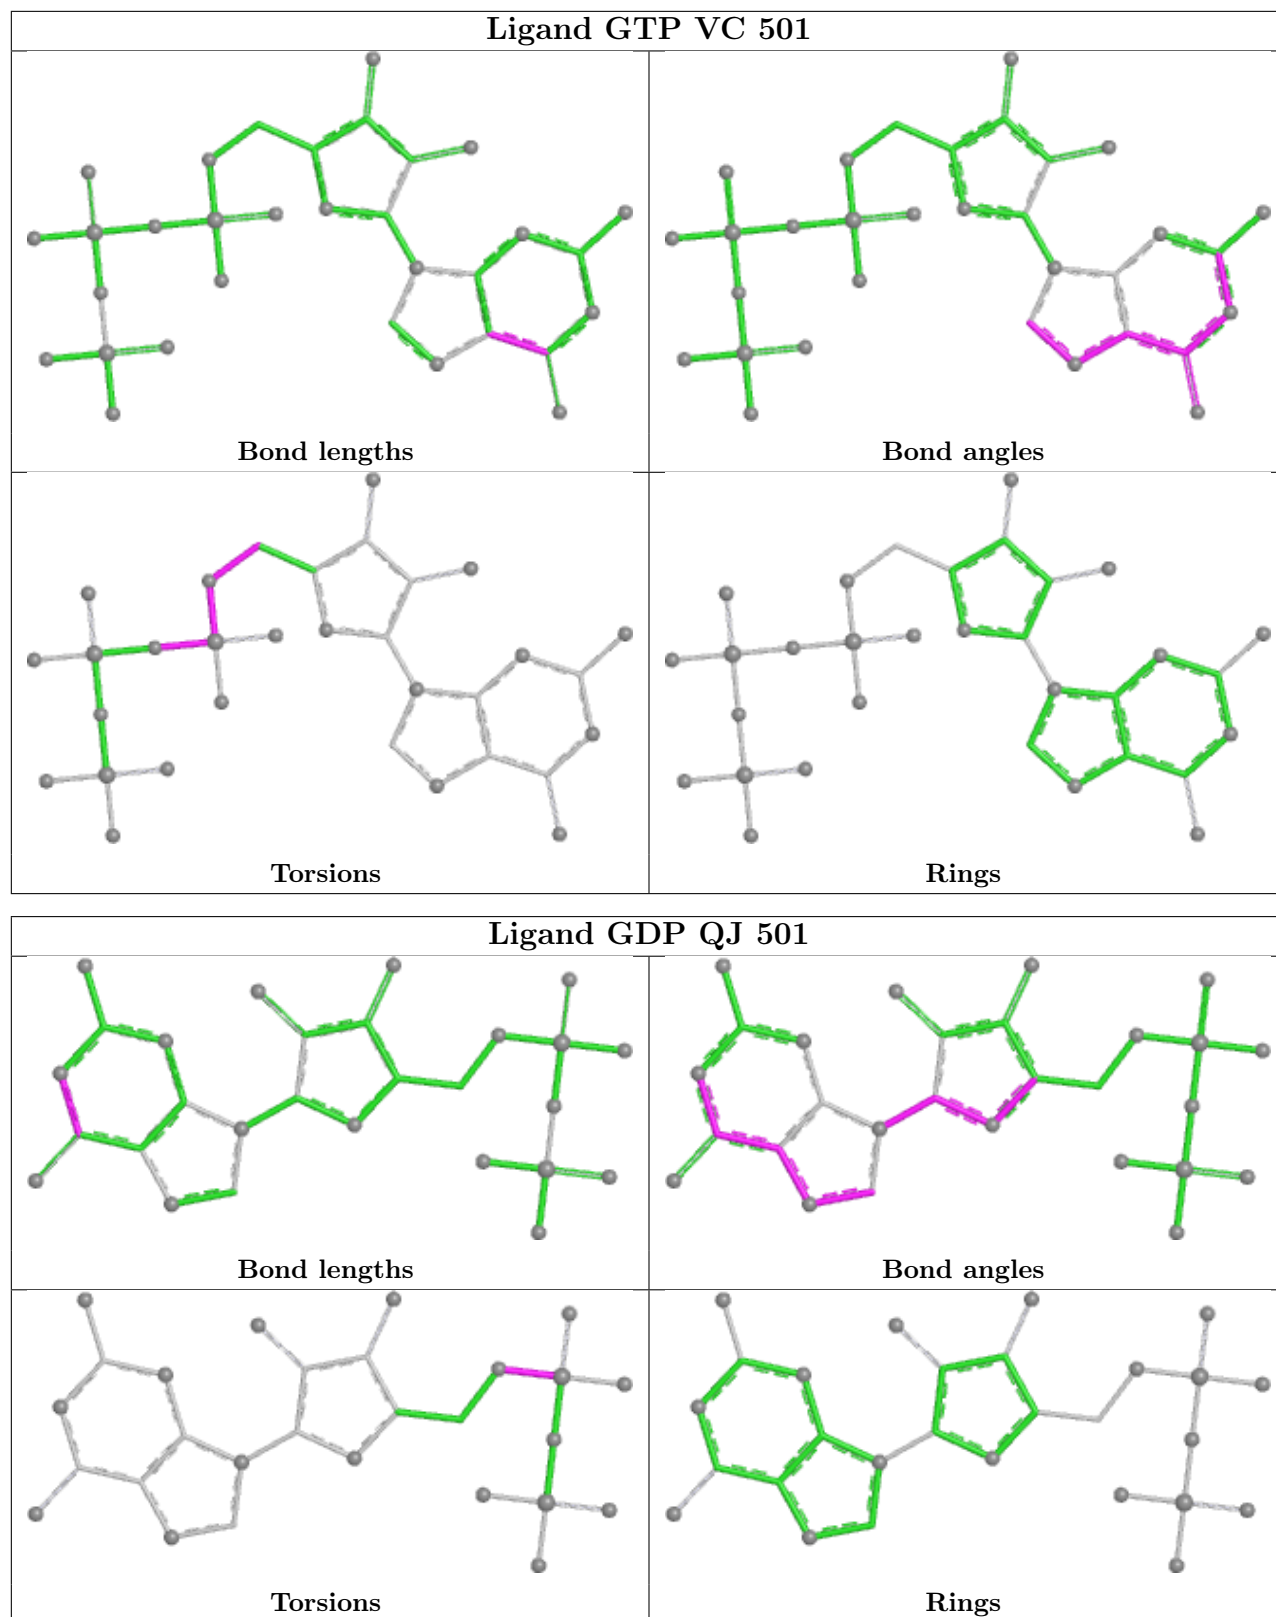 Ligand GTP VC 501
Bond lengths
Bond angles
Torsions
Rings
Ligand GDP QJ 501
Bond lengths
Bond angles
Torsions
Rings